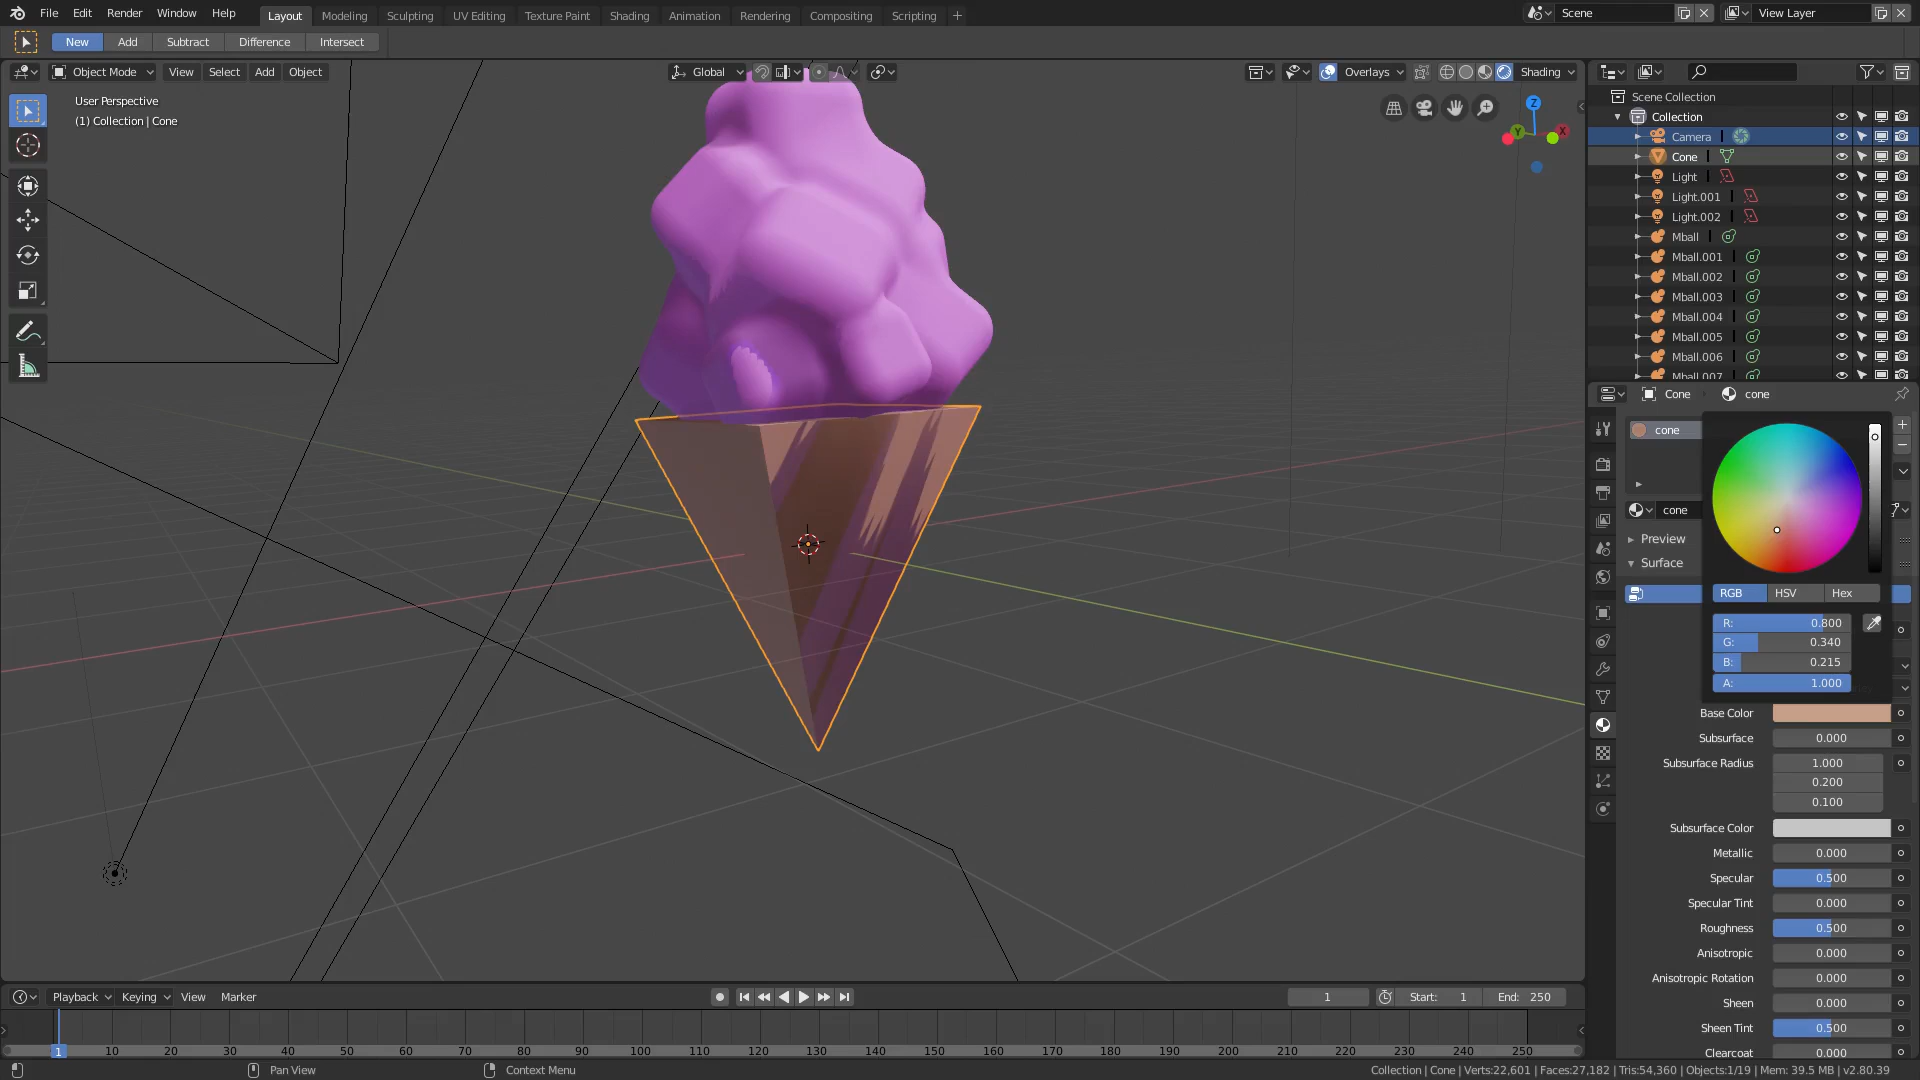 File Edit Render Window Help Layout Modeling Sculpting UV Editing Texture Paint Shading Animation Rendering Compositing Scripting + Scene View Layer
New Add Subtract Difference Intersect
Object Mode View Select Add Object Global Overlays Shading
User Perspective
(1) Collection | Cone
Z
Y
X
Scene Collection
Collection
Camera
Cone
Light
Light.001
Light.002
Mball
Mball.001
Mball.002
Mball.003
Mball.004
Mball.005
Mball.006
Mball.007
Cone cone
cone
cone
Preview
Surface
RGB HSV Hex
R: 0.800
G: 0.340
B: 0.215
A: 1.000
Base Color
Subsurface 0.000
Subsurface Radius 1.000
0.200
0.100
Subsurface Color
Metallic 0.000
Specular 0.500
Specular Tint 0.000
Roughness 0.500
Anisotropic 0.000
Anisotropic Rotation 0.000
Sheen 0.000
Sheen Tint 0.500
Clearcoat 0.000
Playback Keying View Marker 1 Start: 1 End: 250
1 10 20 30 40 50 60 70 80 90 100 110 120 130 140 150 160 170 180 190 200 210 220 230 240 250
Pan View Context Menu Collection | Cone | Verts:22,601 | Faces:27,182 | Tris:54,360 | Objects:1/19 | Mem: 39.5 MB | v2.80.39